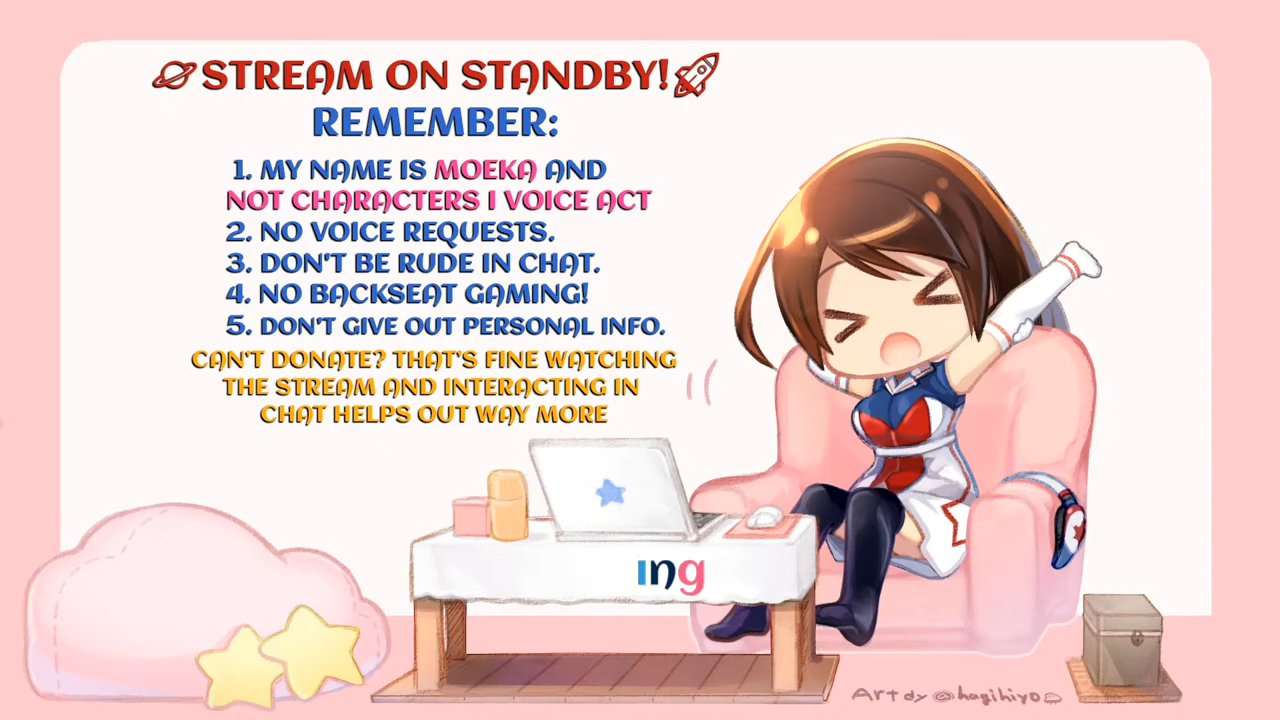 STREAM ON STANDBY!
REMEMBER:
1. MY NAME IS MOEKA AND
NOT CHARACTERS I VOICE ACT
2. NO VOICE REQUESTS.
3. DON'T BE RUDE IN CHAT.
4. NO BACKSEAT GAMING!
5. DON'T GIVE OUT PERSONAL INFO.
CAN'T DONATE? THAT'S FINE WATCHING
THE STREAM AND INTERACTING IN
CHAT HELPS OUT WAY MORE
ing
Art by @hagihiyo